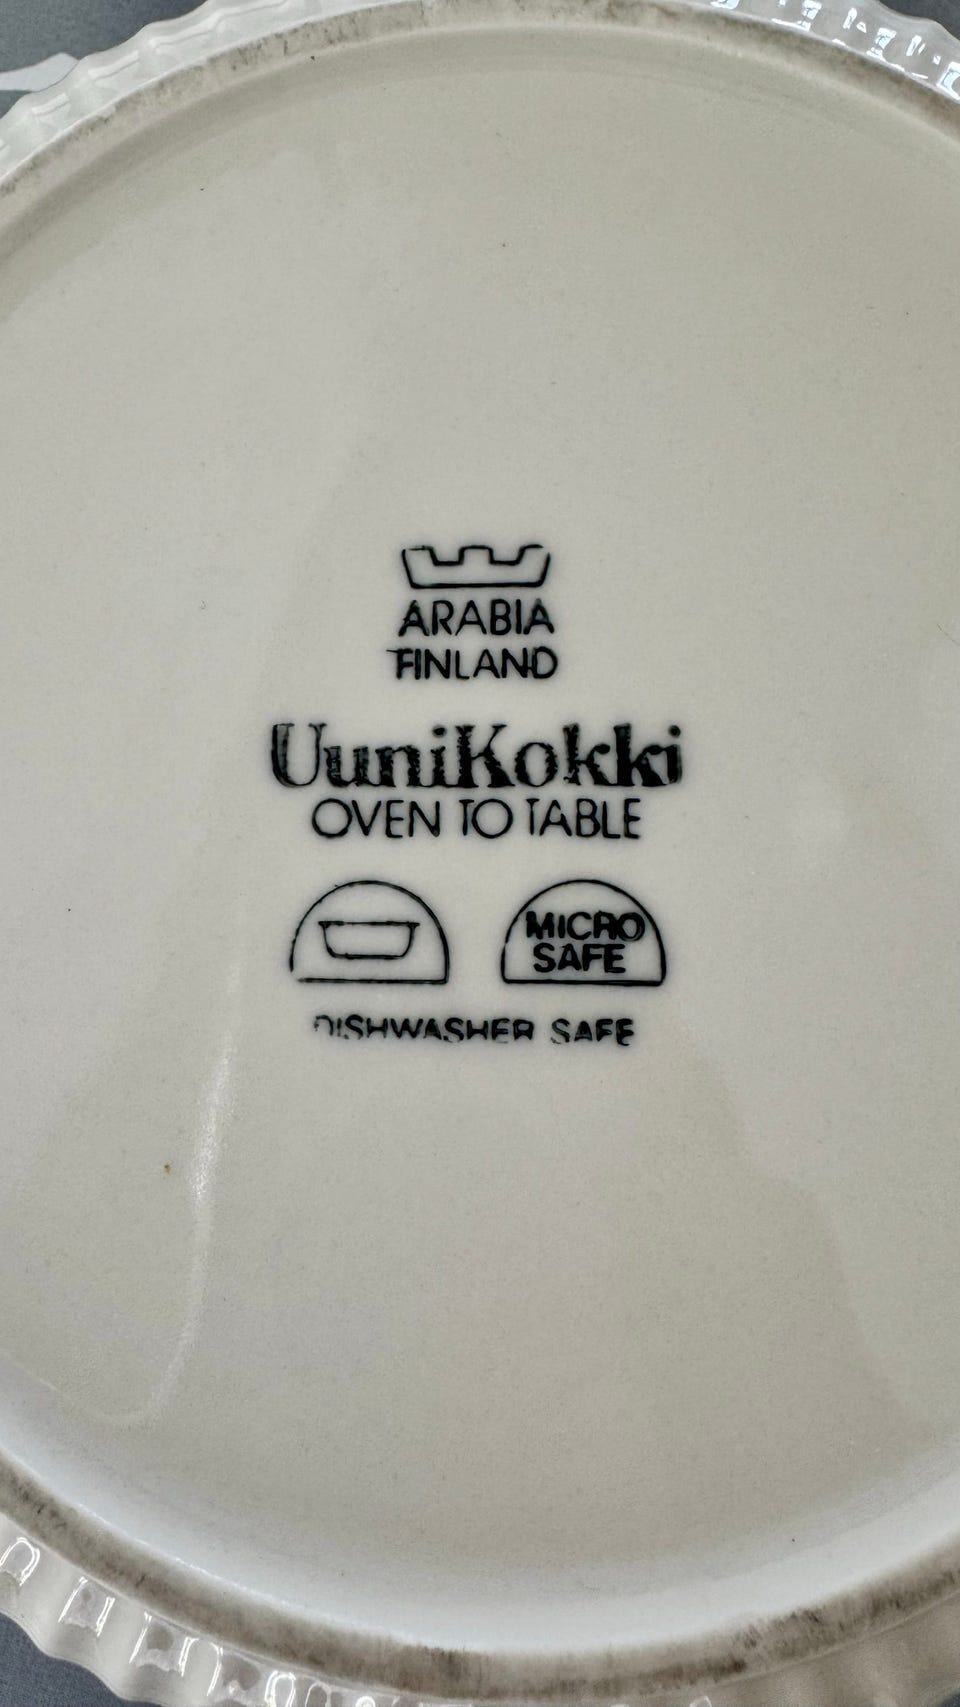 ARABIA
FINLAND
UuniKokki
OVEN TO TABLE
MICRO
SAFE
DISHWASHER SAFE